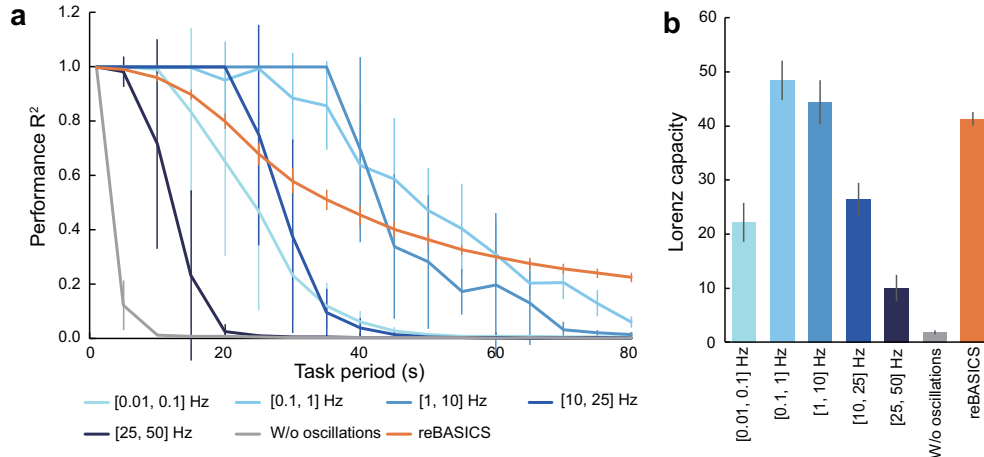 a
Performance R²
1.0
0.8
0.6
0.4
0.2
0.0
0
20
40
60
80
Task period (s)
[0.01, 0.1] Hz
[0.1, 1] Hz
[1, 10] Hz
[10, 25] Hz
[25, 50] Hz
W/o oscillations
reBASICS
b
Lorenz capacity
60
50
40
30
20
10
0
[0.01, 0.1] Hz
[0.1, 1] Hz
[1, 10] Hz
[10, 25] Hz
[25, 50] Hz
W/o oscillations
reBASICS